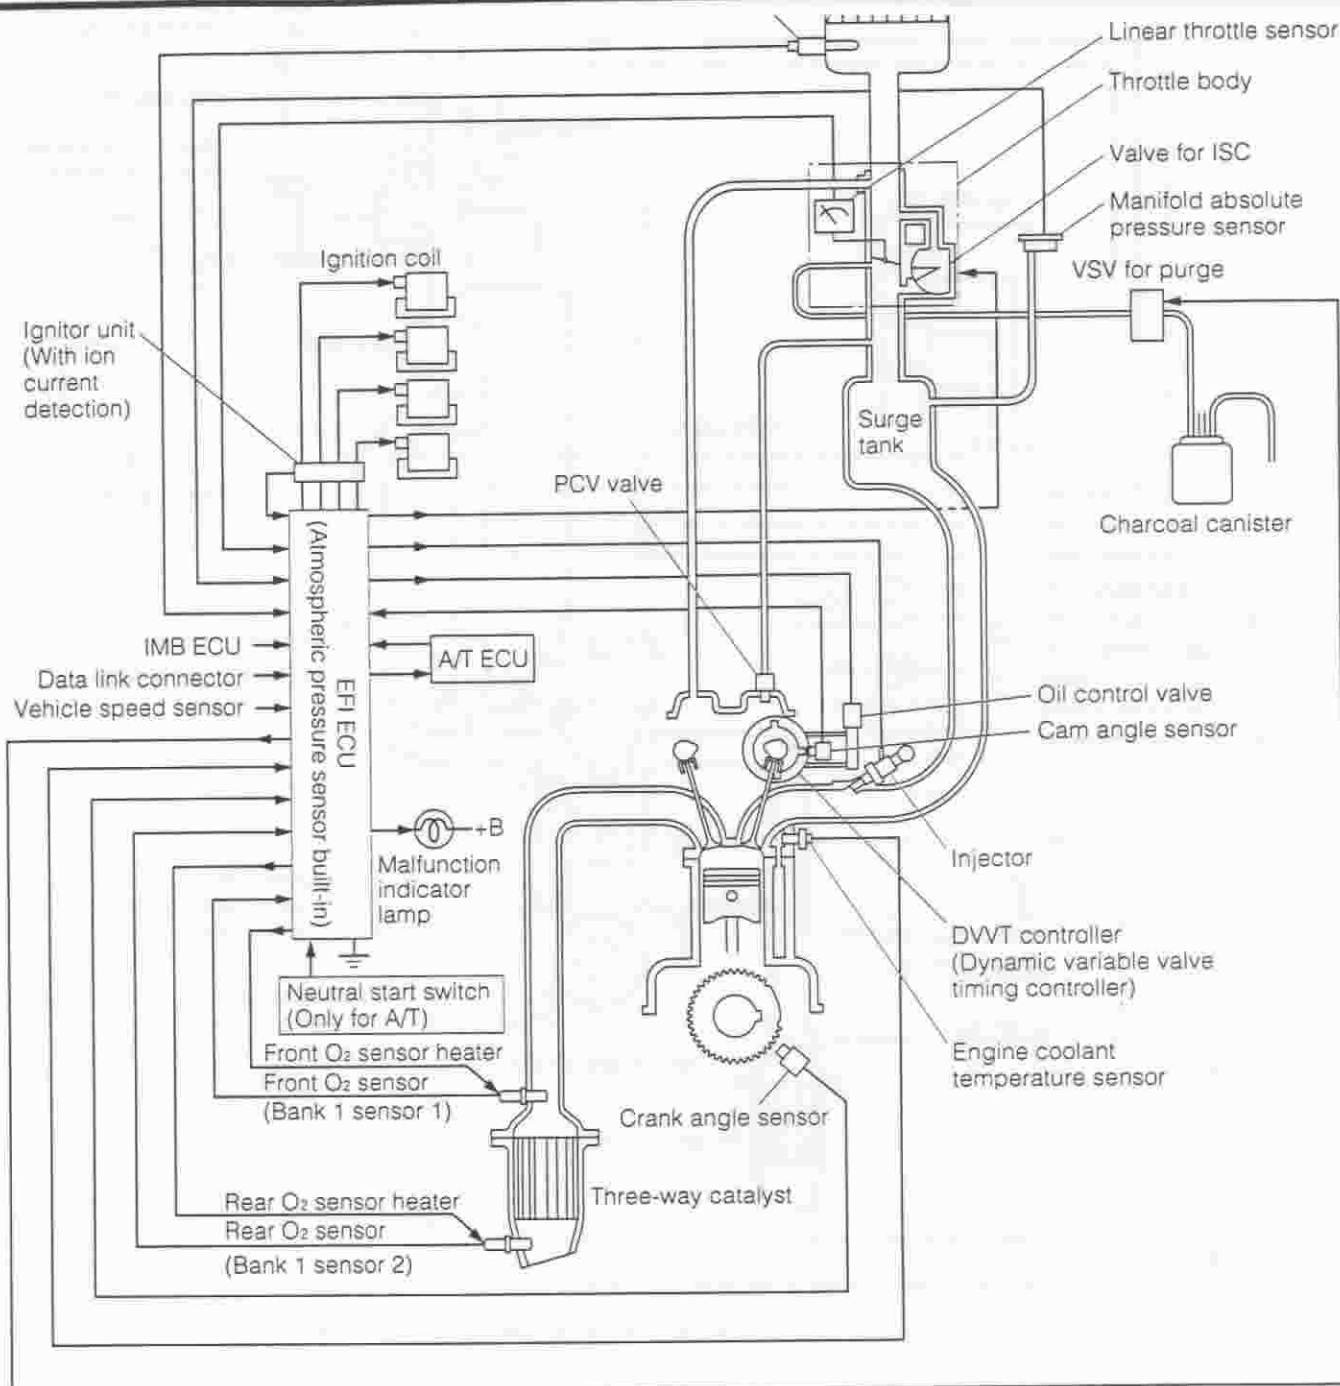 Linear throttle sensor
Throttle body
Valve for ISC
Manifold absolute
pressure sensor
VSV for purge
Ignition coil
Ignitor unit
(With ion
current
detection)
Surge
tank
PCV valve
Charcoal canister
(Atmospheric pressure sensor built-in)
EFI ECU
IMB ECU
Data link connector
Vehicle speed sensor
A/T ECU
Oil control valve
Cam angle sensor
+B
Malfunction
indicator
lamp
Injector
DVVT controller
(Dynamic variable valve
timing controller)
Neutral start switch
(Only for A/T)
Engine coolant
temperature sensor
Front O₂ sensor heater
Front O₂ sensor
(Bank 1 sensor 1)
Crank angle sensor
Three-way catalyst
Rear O₂ sensor heater
Rear O₂ sensor
(Bank 1 sensor 2)